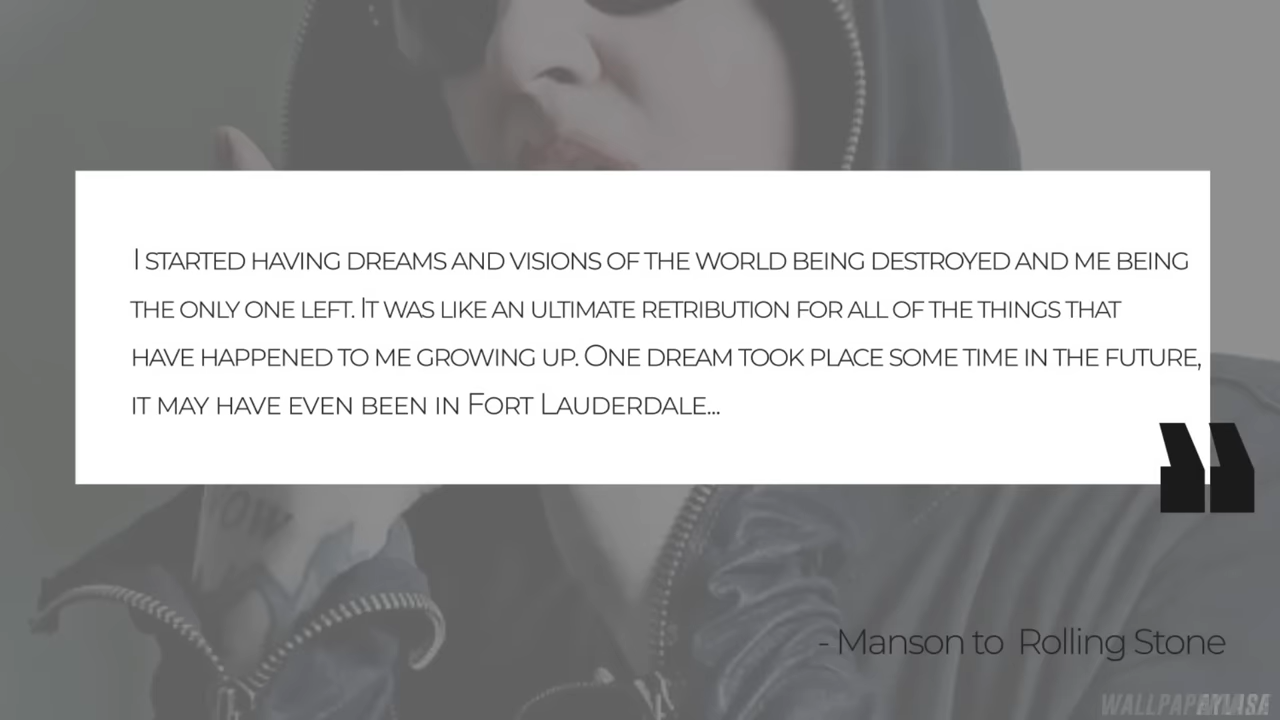 I STARTED HAVING DREAMS AND VISIONS OF THE WORLD BEING DESTROYED AND ME BEING
THE ONLY ONE LEFT. IT WAS LIKE AN ULTIMATE RETRIBUTION FOR ALL OF THE THINGS THAT
HAVE HAPPENED TO ME GROWING UP. ONE DREAM TOOK PLACE SOME TIME IN THE FUTURE,
IT MAY HAVE EVEN BEEN IN FORT LAUDERDALE...
"
- Manson to Rolling Stone